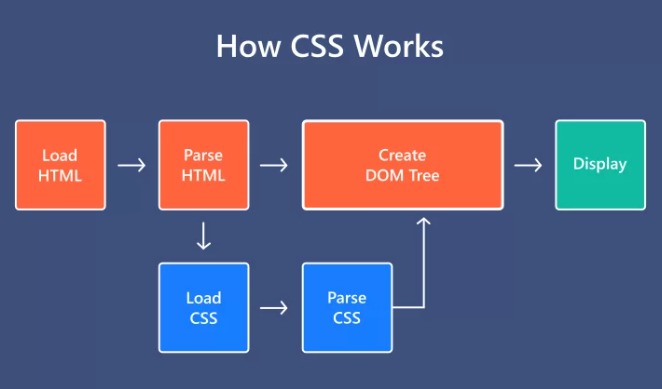 How CSS Works
Load
HTML
Parse
HTML
Create
DOM Tree
Display
Load
CSS
Parse
CSS